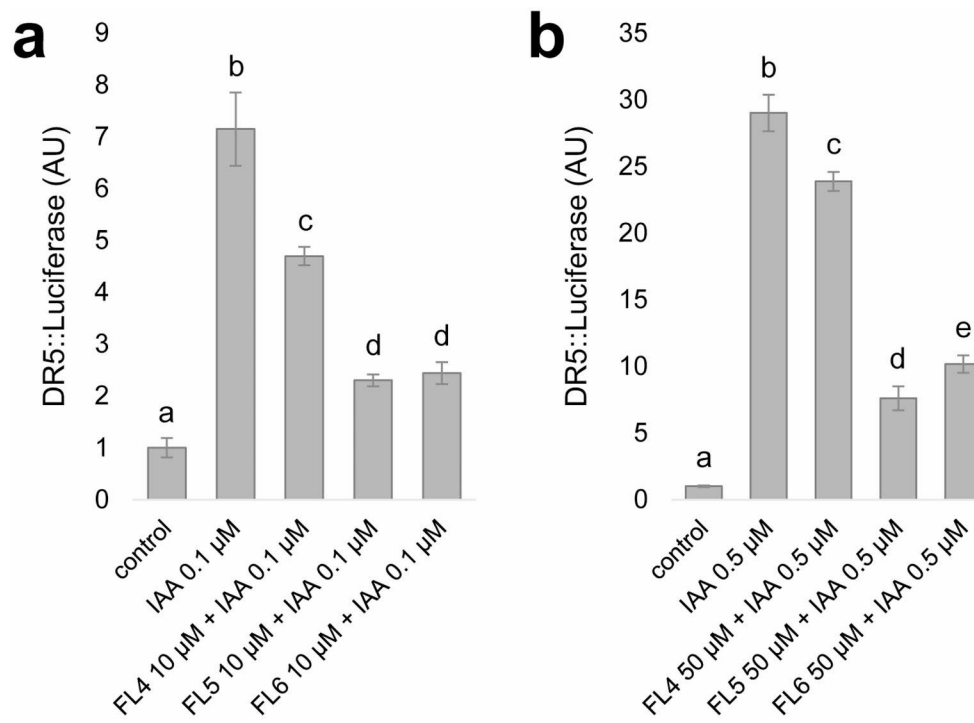 a
DR5::Luciferase (AU)
9
8
7
6
5
4
3
2
1
0
a
b
c
d
d
control
IAA 0.1 µM
FL4 10 µM + IAA 0.1 µM
FL5 10 µM + IAA 0.1 µM
FL6 10 µM + IAA 0.1 µM
b
DR5::Luciferase (AU)
35
30
25
20
15
10
5
0
a
b
c
d
e
control
IAA 0.5 µM
FL4 50 µM + IAA 0.5 µM
FL5 50 µM + IAA 0.5 µM
FL6 50 µM + IAA 0.5 µM